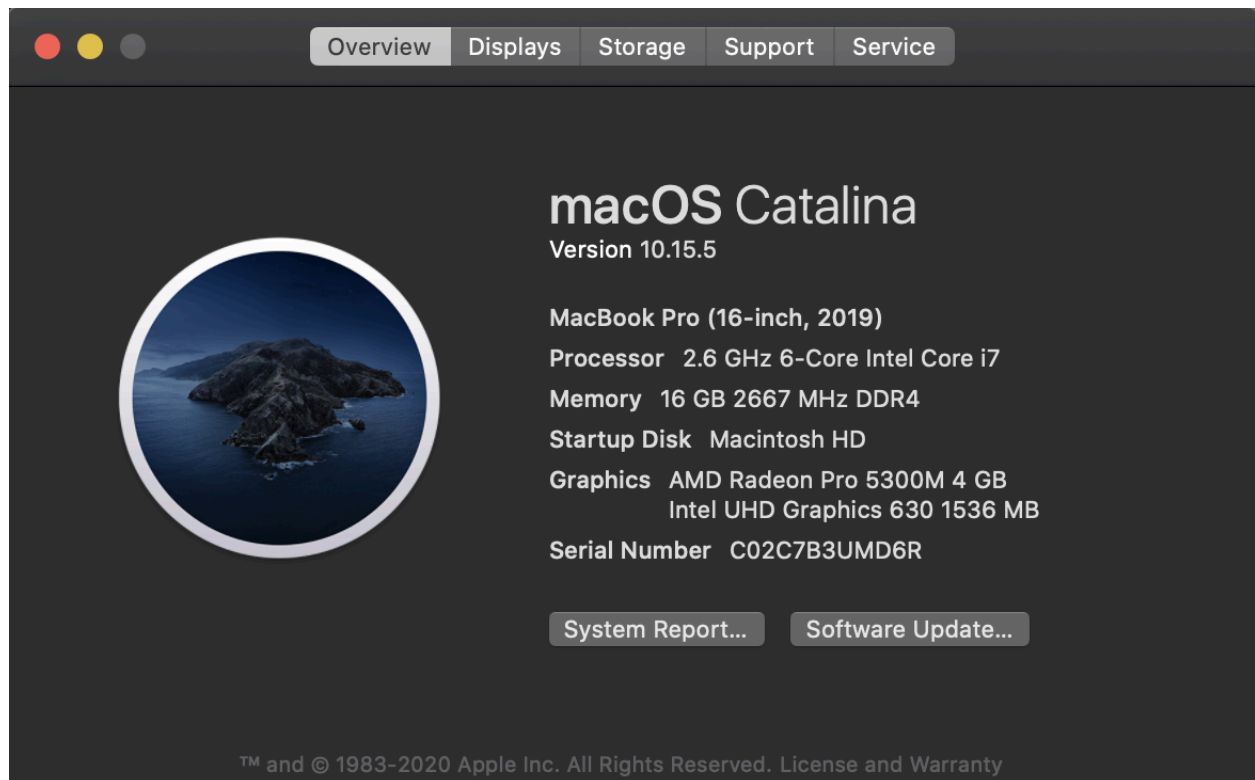 Overview Displays Storage Support Service
macOS Catalina
Version 10.15.5
MacBook Pro (16-inch, 2019)
Processor 2.6 GHz 6-Core Intel Core i7
Memory 16 GB 2667 MHz DDR4
Startup Disk Macintosh HD
Graphics AMD Radeon Pro 5300M 4 GB
Intel UHD Graphics 630 1536 MB
Serial Number C02C7B3UMD6R
System Report... Software Update...
™ and © 1983-2020 Apple Inc. All Rights Reserved. License and Warranty